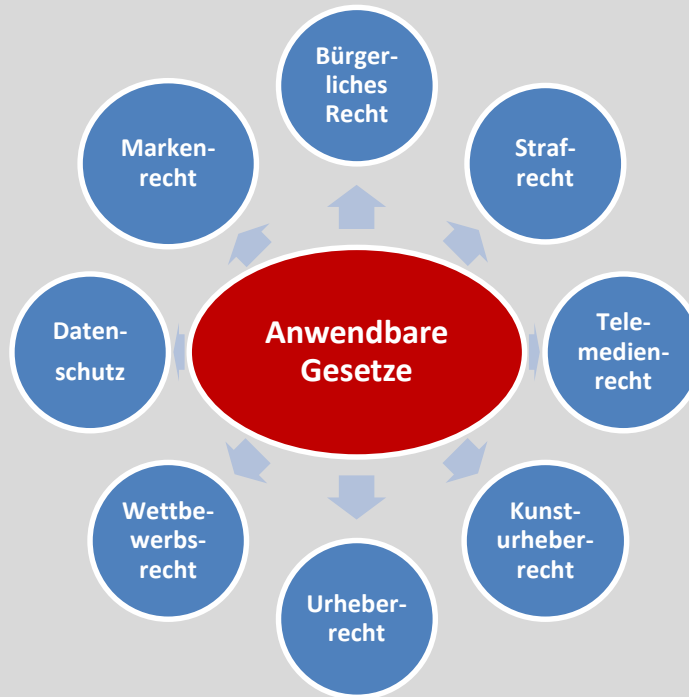 Bürger-
liches
Recht
Marken-
recht
Straf-
recht
Anwendbare
Gesetze
Daten-
schutz
Tele-
medien-
recht
Wettbe-
werbs-
recht
Kunst-
urheber-
recht
Urheber-
recht